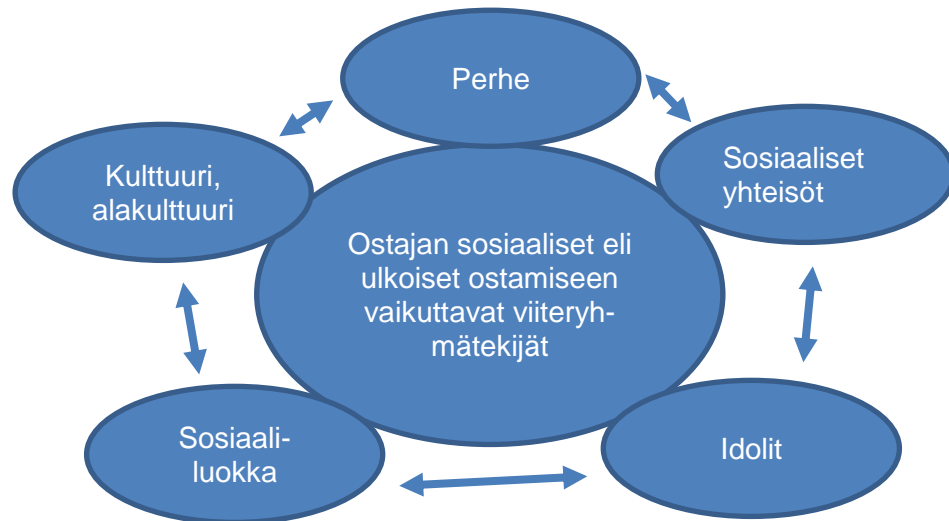 Perhe
Kulttuuri,
alakulttuuri
Sosiaaliset
yhteisöt
Ostajan sosiaaliset eli
ulkoiset ostamiseen
vaikuttavat viiteryh-
mätekijät
Sosiaali-
luokka
Idolit